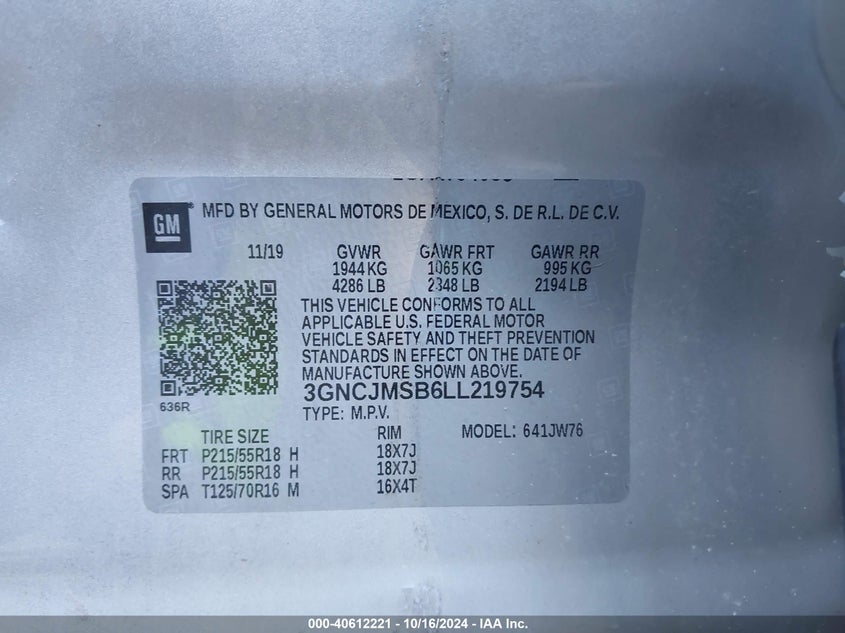 GM ® MFD BY GENERAL MOTORS DE MEXICO, S. DE R.L. DE C.V.
11/19 GVWR GAWR FRT GAWR RR
1944 KG 1065 KG 995 KG
4286 LB 2348 LB 2194 LB
THIS VEHICLE CONFORMS TO ALL
APPLICABLE U.S. FEDERAL MOTOR
VEHICLE SAFETY AND THEFT PREVENTION
STANDARDS IN EFFECT ON THE DATE OF
MANUFACTURE SHOWN ABOVE.
3GNCJMSB6LL219754
636R
TYPE: M.P.V.
TIRE SIZE RIM MODEL: 641JW76
FRT P215/55R18 H 18X7J
RR P215/55R18 H 18X7J
SPA T125/70R16 M 16X4T
000-40612221 - 10/16/2024 - IAA Inc.